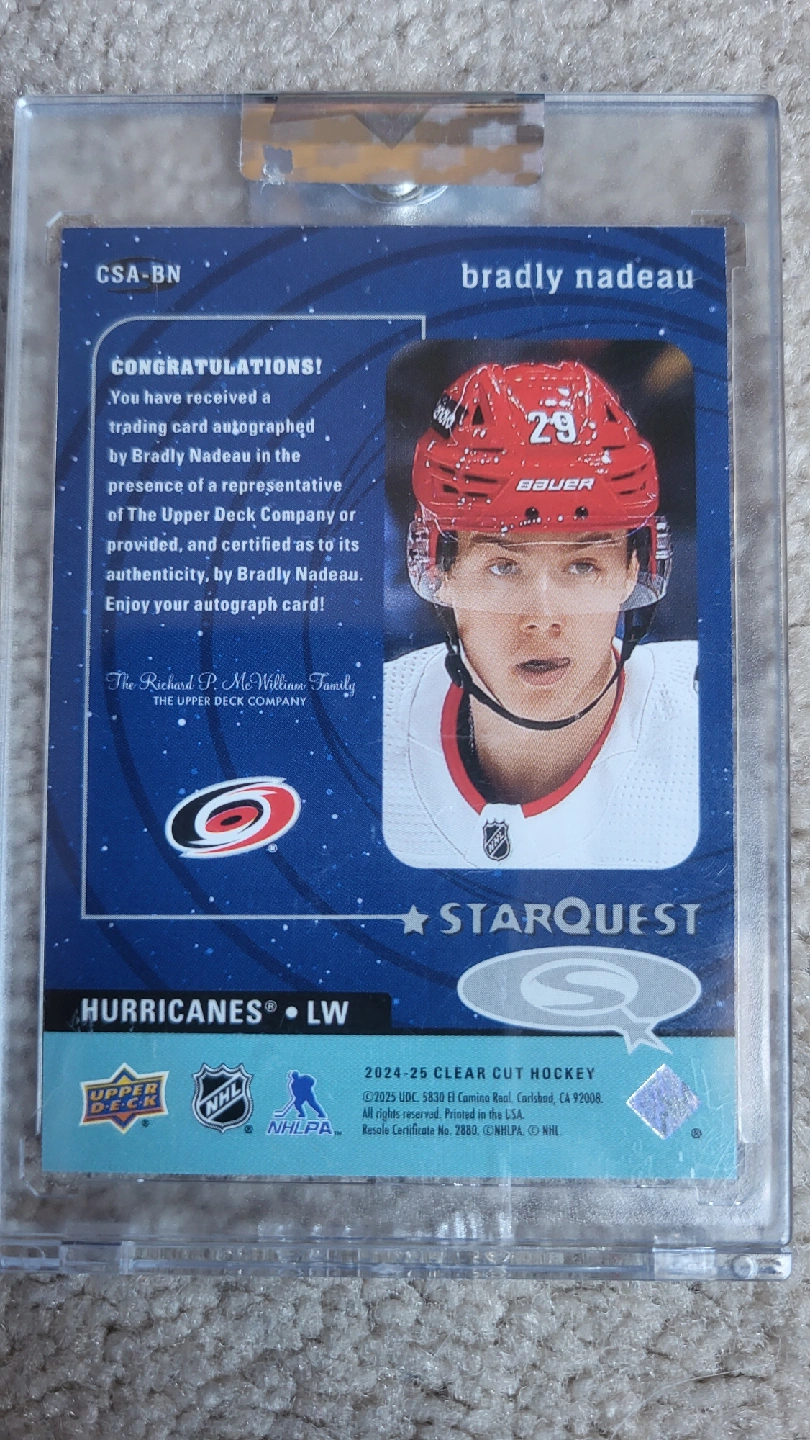 CSA-BN
bradly nadeau
CONGRATULATIONS!
You have received a
trading card autographed
by Bradly Nadeau in the
presence of a representative
of The Upper Deck Company or
provided, and certified as to its
authenticity, by Bradly Nadeau.
Enjoy your autograph card!
The Richard P. McWilliam Family
THE UPPER DECK COMPANY
29
BAUER
NHL
STARQUEST
S
HURRICANES® • LW
UPPER
DECK
NHL
NHLPA
2024-25 CLEAR CUT HOCKEY
©2025 UDC. 5830 El Camino Real, Carlsbad, CA 92008.
All rights reserved. Printed in the USA.
Resale Certificate No. 2880. ©NHLPA. © NHL.